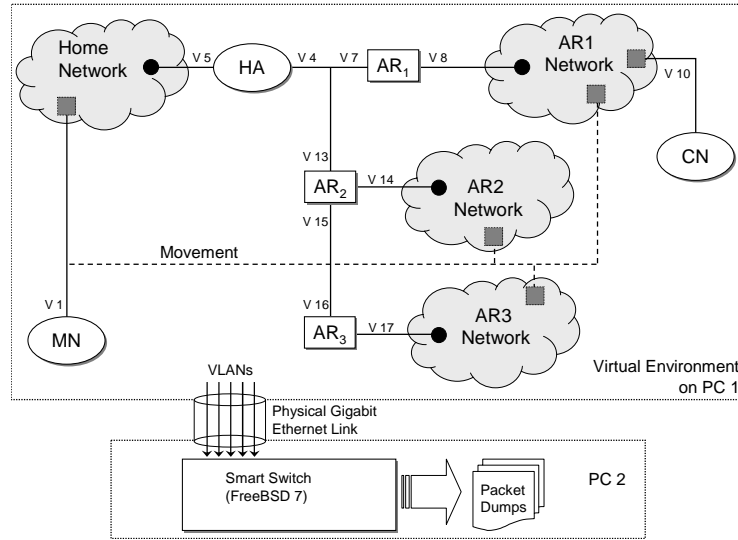 Home
Network
V 5
HA
V 4
V 7
AR1
V 8
AR1
Network
V 10
CN
V 13
AR2
V 14
AR2
Network
V 15
Movement
V 1
MN
V 16
AR3
V 17
AR3
Network
Virtual Environment
on PC 1
VLANs
Physical Gigabit
Ethernet Link
Smart Switch
(FreeBSD 7)
Packet
Dumps
PC 2